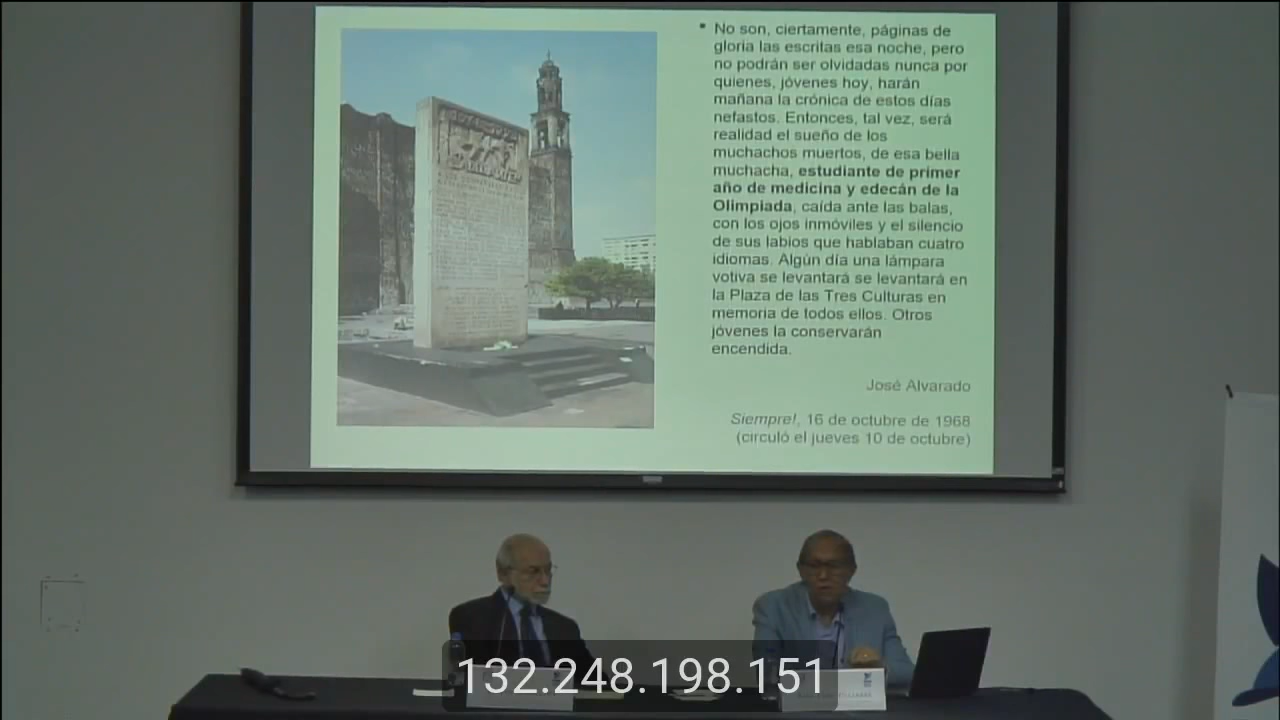 • No son, ciertamente, páginas de
gloria las escritas esa noche, pero
no podrán ser olvidadas nunca por
quienes, jóvenes hoy, harán
mañana la crónica de estos días
nefastos. Entonces, tal vez, será
realidad el sueño de los
muchachos muertos, de esa bella
muchacha, estudiante de primer
año de medicina y edecán de la
Olimpiada, caída ante las balas,
con los ojos inmóviles y el silencio
de sus labios que hablaban cuatro
idiomas. Algún día una lámpara
votiva se levantará se levantará en
la Plaza de las Tres Culturas en
memoria de todos ellos. Otros
jóvenes la conservarán
encendida.
José Alvarado
Siempre!, 16 de octubre de 1968
(circuló el jueves 10 de octubre)
132.248.198.151